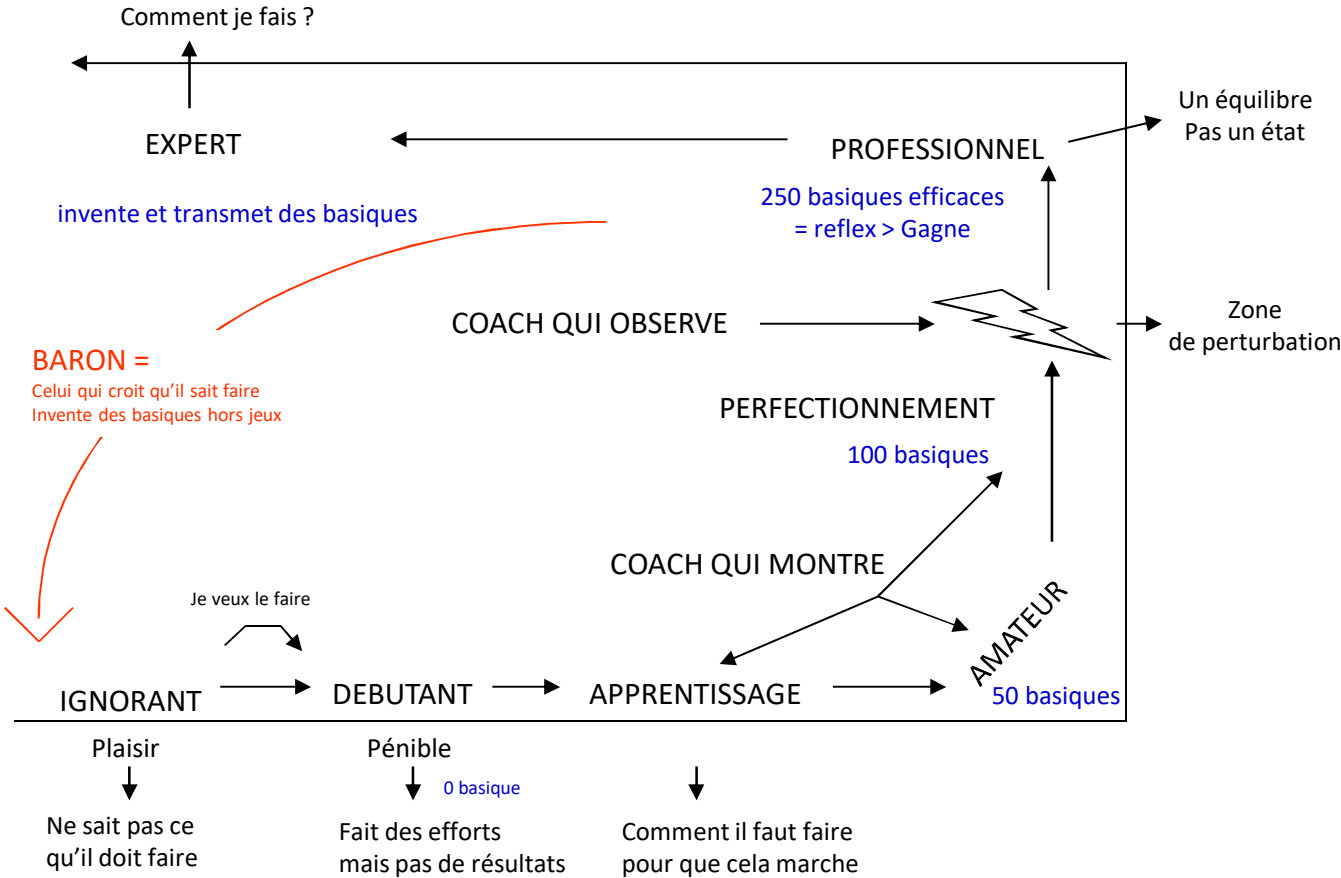 Comment je fais ?
Un équilibre
Pas un état
EXPERT
PROFESSIONNEL
invente et transmet des basiques
250 basiques efficaces
= reflex > Gagne
COACH QUI OBSERVE
Zone
de perturbation
BARON =
Celui qui croit qu'il sait faire
Invente des basiques hors jeux
PERFECTIONNEMENT
100 basiques
COACH QUI MONTRE
Je veux le faire
AMATEUR
IGNORANT
DEBUTANT
APPRENTISSAGE
50 basiques
Plaisir
Pénible
0 basique
Ne sait pas ce
qu'il doit faire
Fait des efforts
mais pas de résultats
Comment il faut faire
pour que cela marche